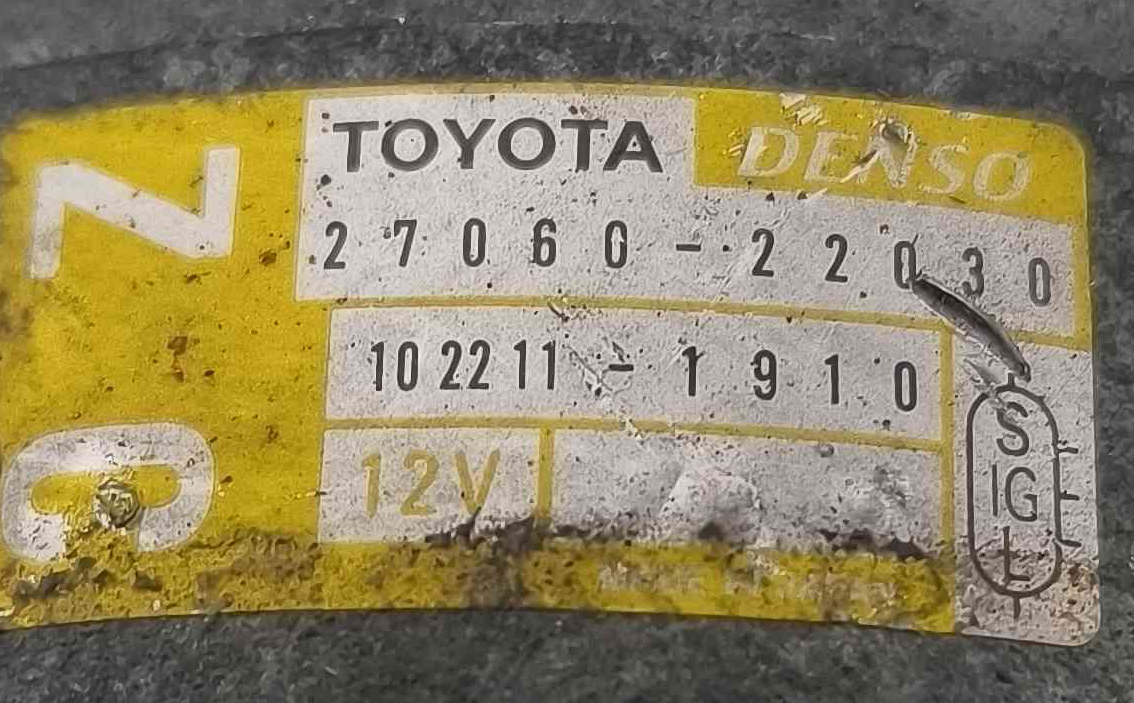 TOYOTA DENSO
27060-22030
102211-1910
12V
S
IG
L